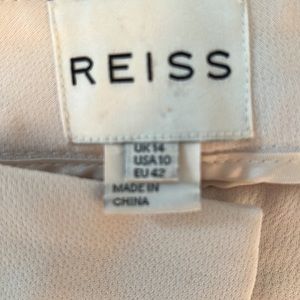 REISS
UK 14
USA 10
EU 42
MADE IN
CHINA